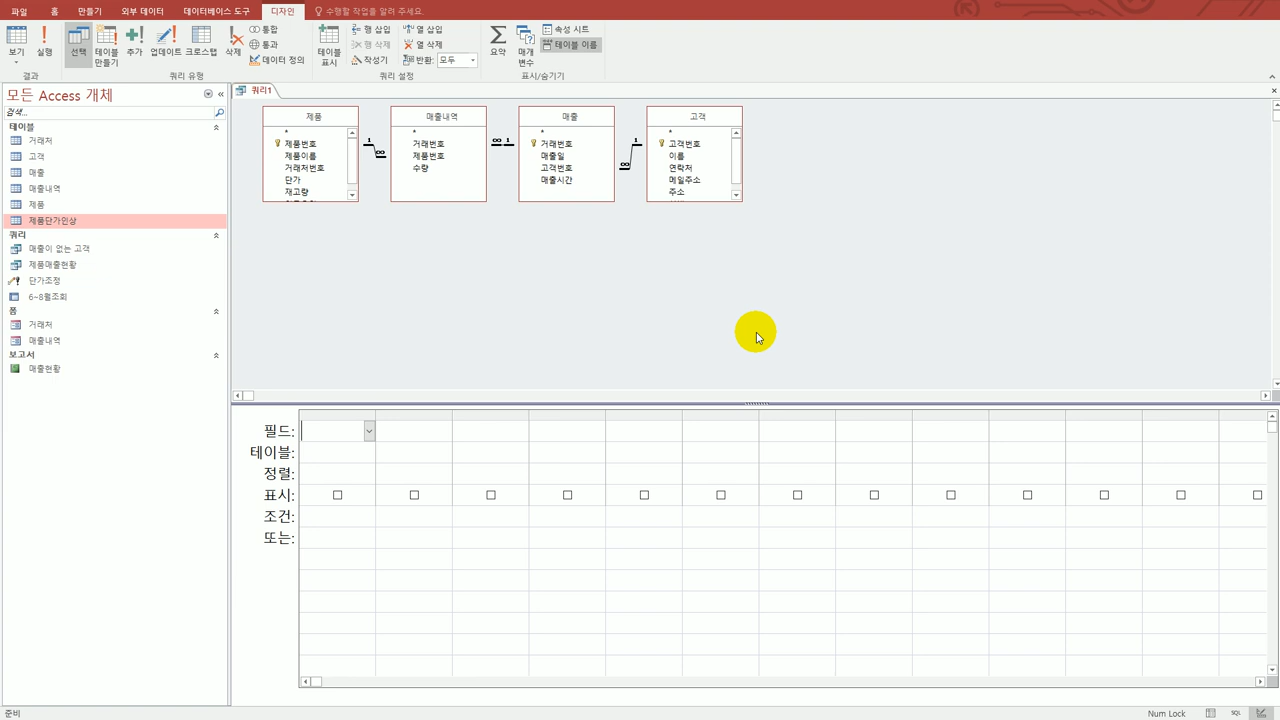 파일 홈 만들기 외부 데이터 데이터베이스 도구 디자인 수행할 작업을 알려 주세요.
보기 실행 선택 테이블 만들기 추가 업데이트 크로스탭 삭제 통합 테이블 표시 행 삽입 열 삽입 요약 매개 변수 속성 시트
통과 행 삭제 열 삭제 테이블 이름
데이터 정의 작성기 반환: 모두
결과 쿼리 유형 쿼리 설정 표시/숨기기
모든 Access 개체
검색...
테이블
거래처
고객
매출
매출내역
제품
제품단가인상
쿼리
매출이 없는 고객
제품매출현황
단가조정
6~8월조회
폼
거래처
매출내역
보고서
매출현황
쿼리1
제품
*
제품번호
제품이름
거래처번호
단가
재고량
매출내역
*
거래번호
제품번호
수량
매출
*
거래번호
매출일
고객번호
매출시간
고객
*
고객번호
이름
연락처
메일주소
주소
1 ∞ ∞ 1 ∞ 1
필드:
테이블:
정렬:
표시:
조건:
또는:
준비 Num Lock SQL